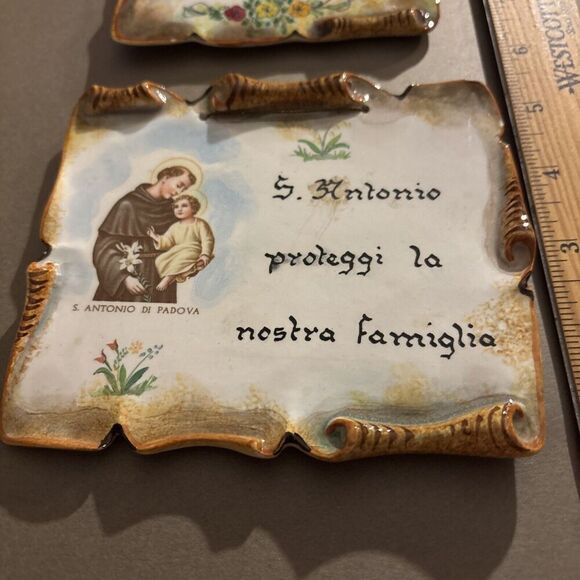 S. Antonio
proteggi la
nostra famiglia
S. ANTONIO DI PADOVA
WESTCOTT
6
5
4
3